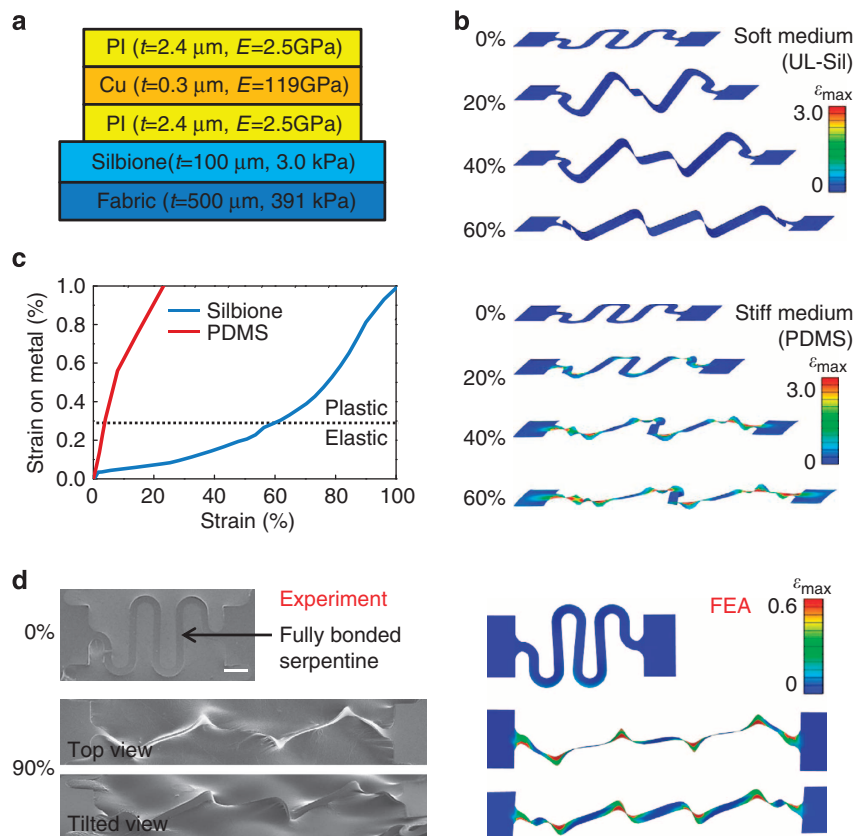 a
PI (t=2.4 μm, E=2.5GPa)
Cu (t=0.3 μm, E=119GPa)
PI (t=2.4 μm, E=2.5GPa)
Silbione(t=100 μm, 3.0 kPa)
Fabric (t=500 μm, 391 kPa)
b
0%
20%
40%
60%
Soft medium
(UL-Sil)
εmax
3.0
0
0%
20%
40%
60%
Stiff medium
(PDMS)
εmax
3.0
0
c
Strain on metal (%)
1.0
0.8
0.6
0.4
0.2
0.0
Silbione
PDMS
Plastic
Elastic
0 20 40 60 80 100
Strain (%)
d
0%
Experiment
Fully bonded
serpentine
90%
Top view
Tilted view
FEA
εmax
0.6
0